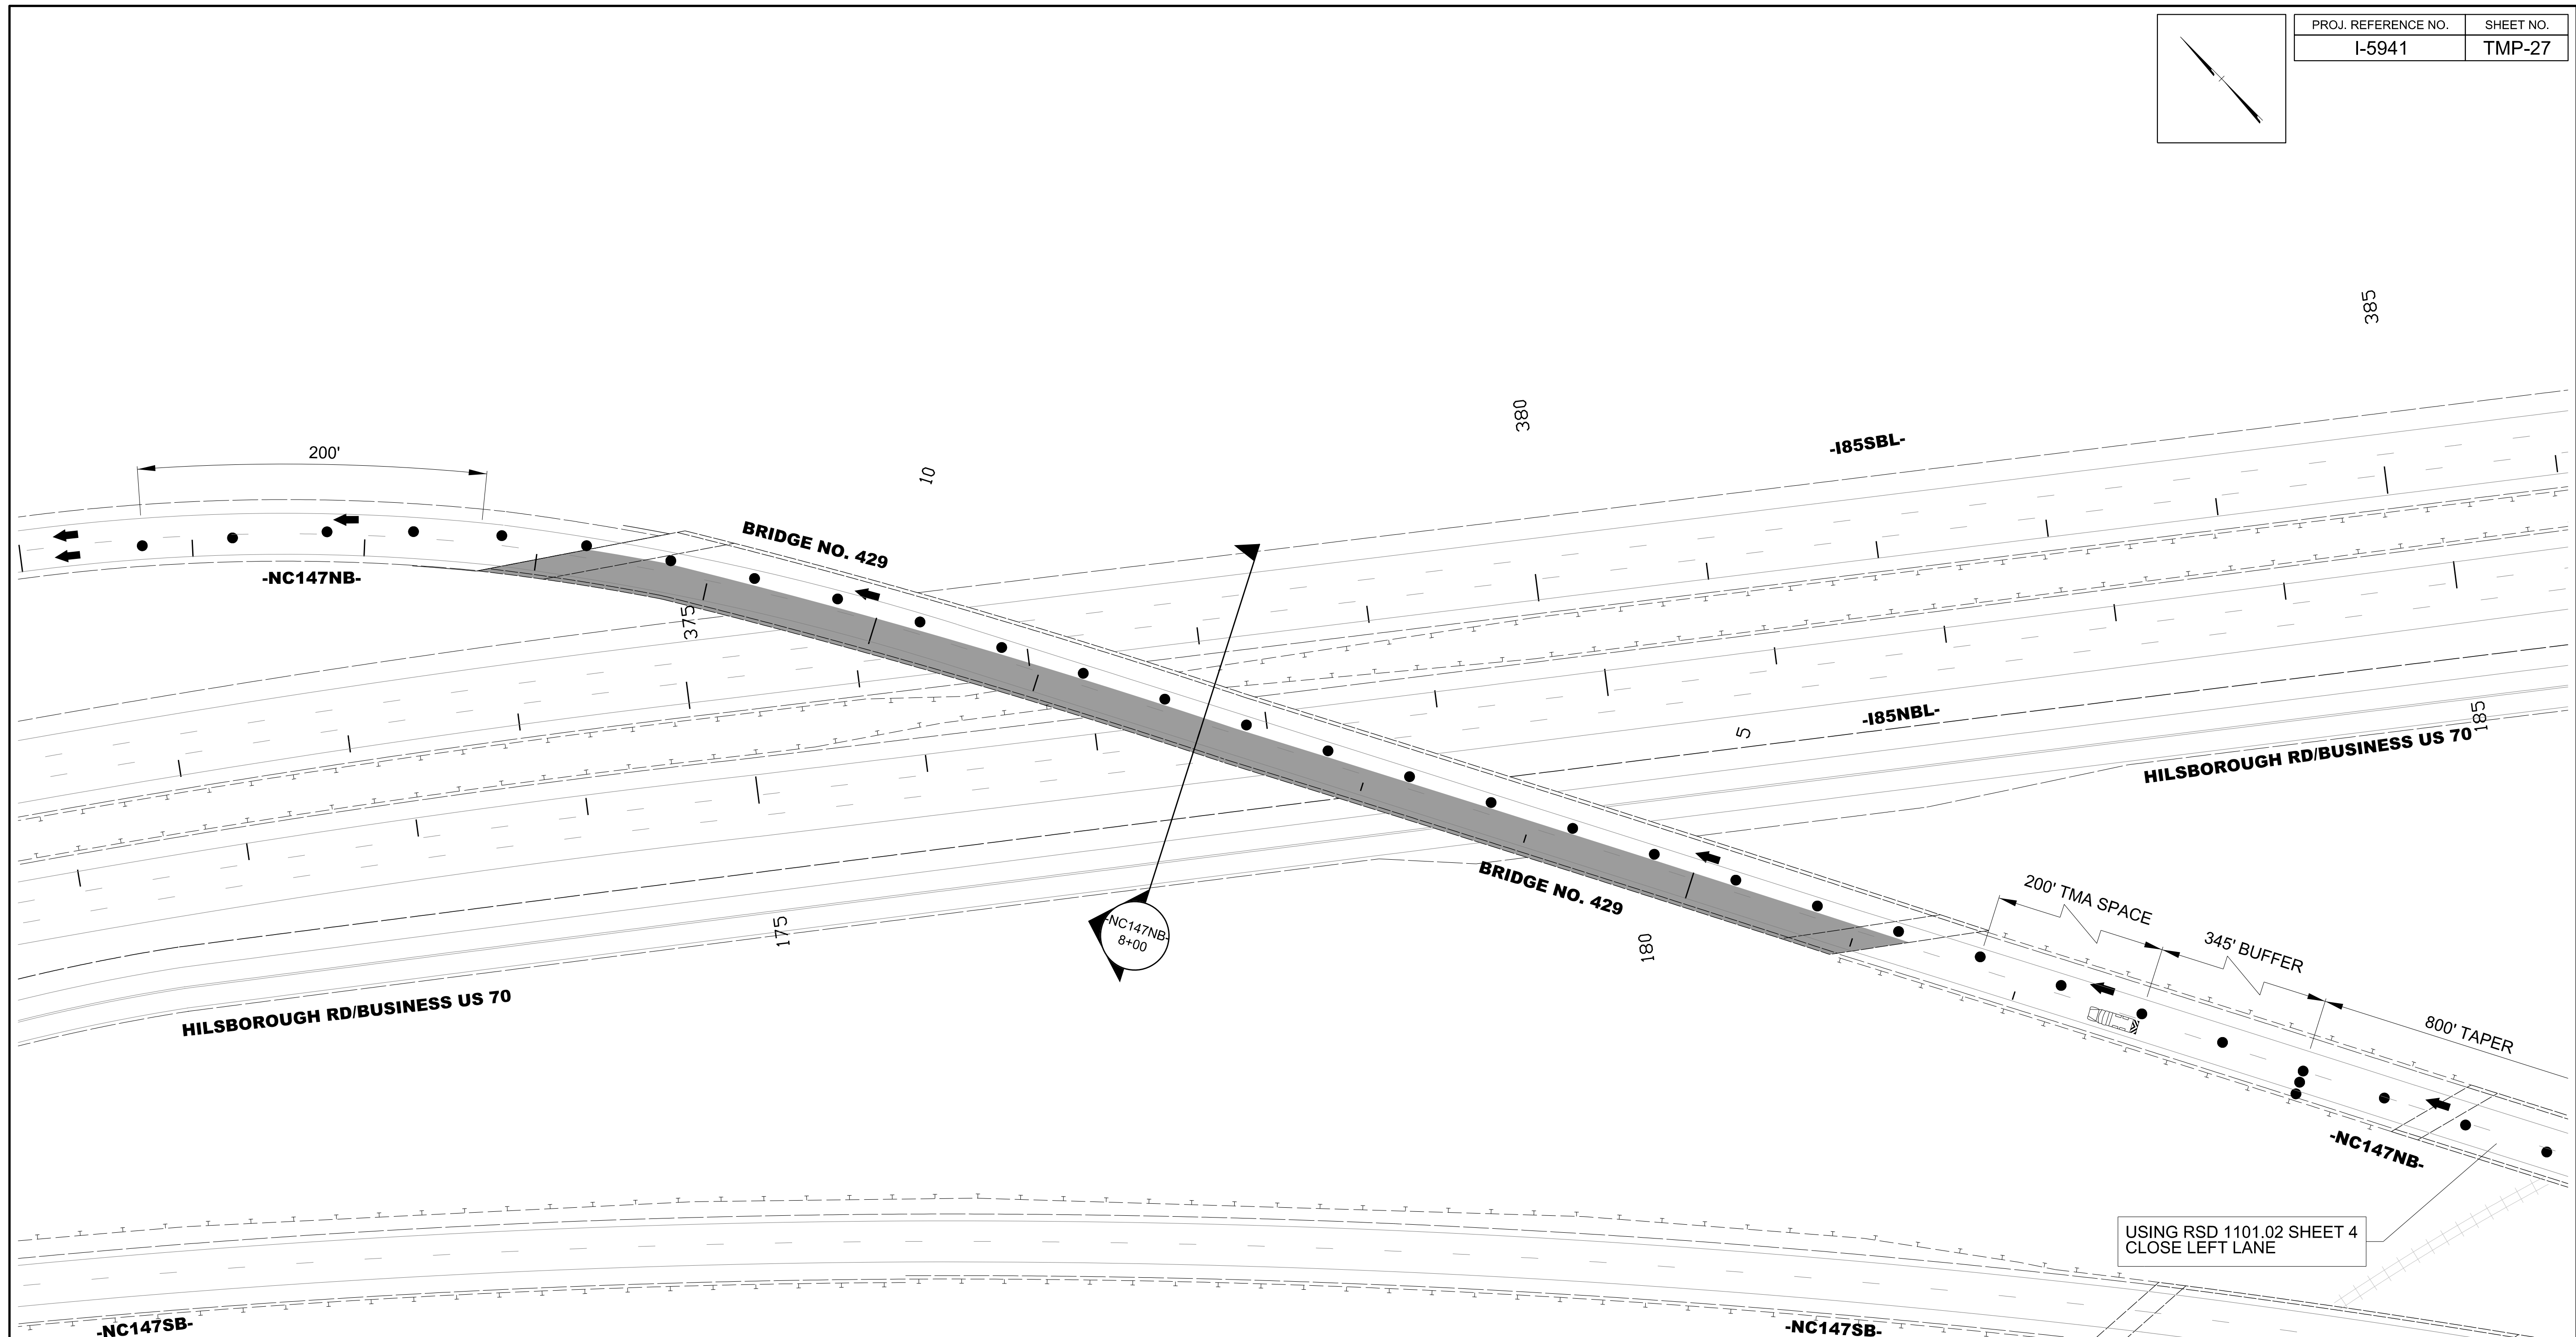 PROJ. REFERENCE NO.
SHEET NO.
I-5941
TMP-27
385
380
-I85SBL-
200'
10
BRIDGE NO. 429
-NC147NB-
375
-I85NBL-
5
185
HILSBOROUGH RD/BUSINESS US 70
BRIDGE NO. 429
200' TMA SPACE
175
-NC147NB-
8+00
180
345' BUFFER
HILSBOROUGH RD/BUSINESS US 70
800' TAPER
-NC147NB-
USING RSD 1101.02 SHEET 4
CLOSE LEFT LANE
-NC147SB-
-NC147SB-